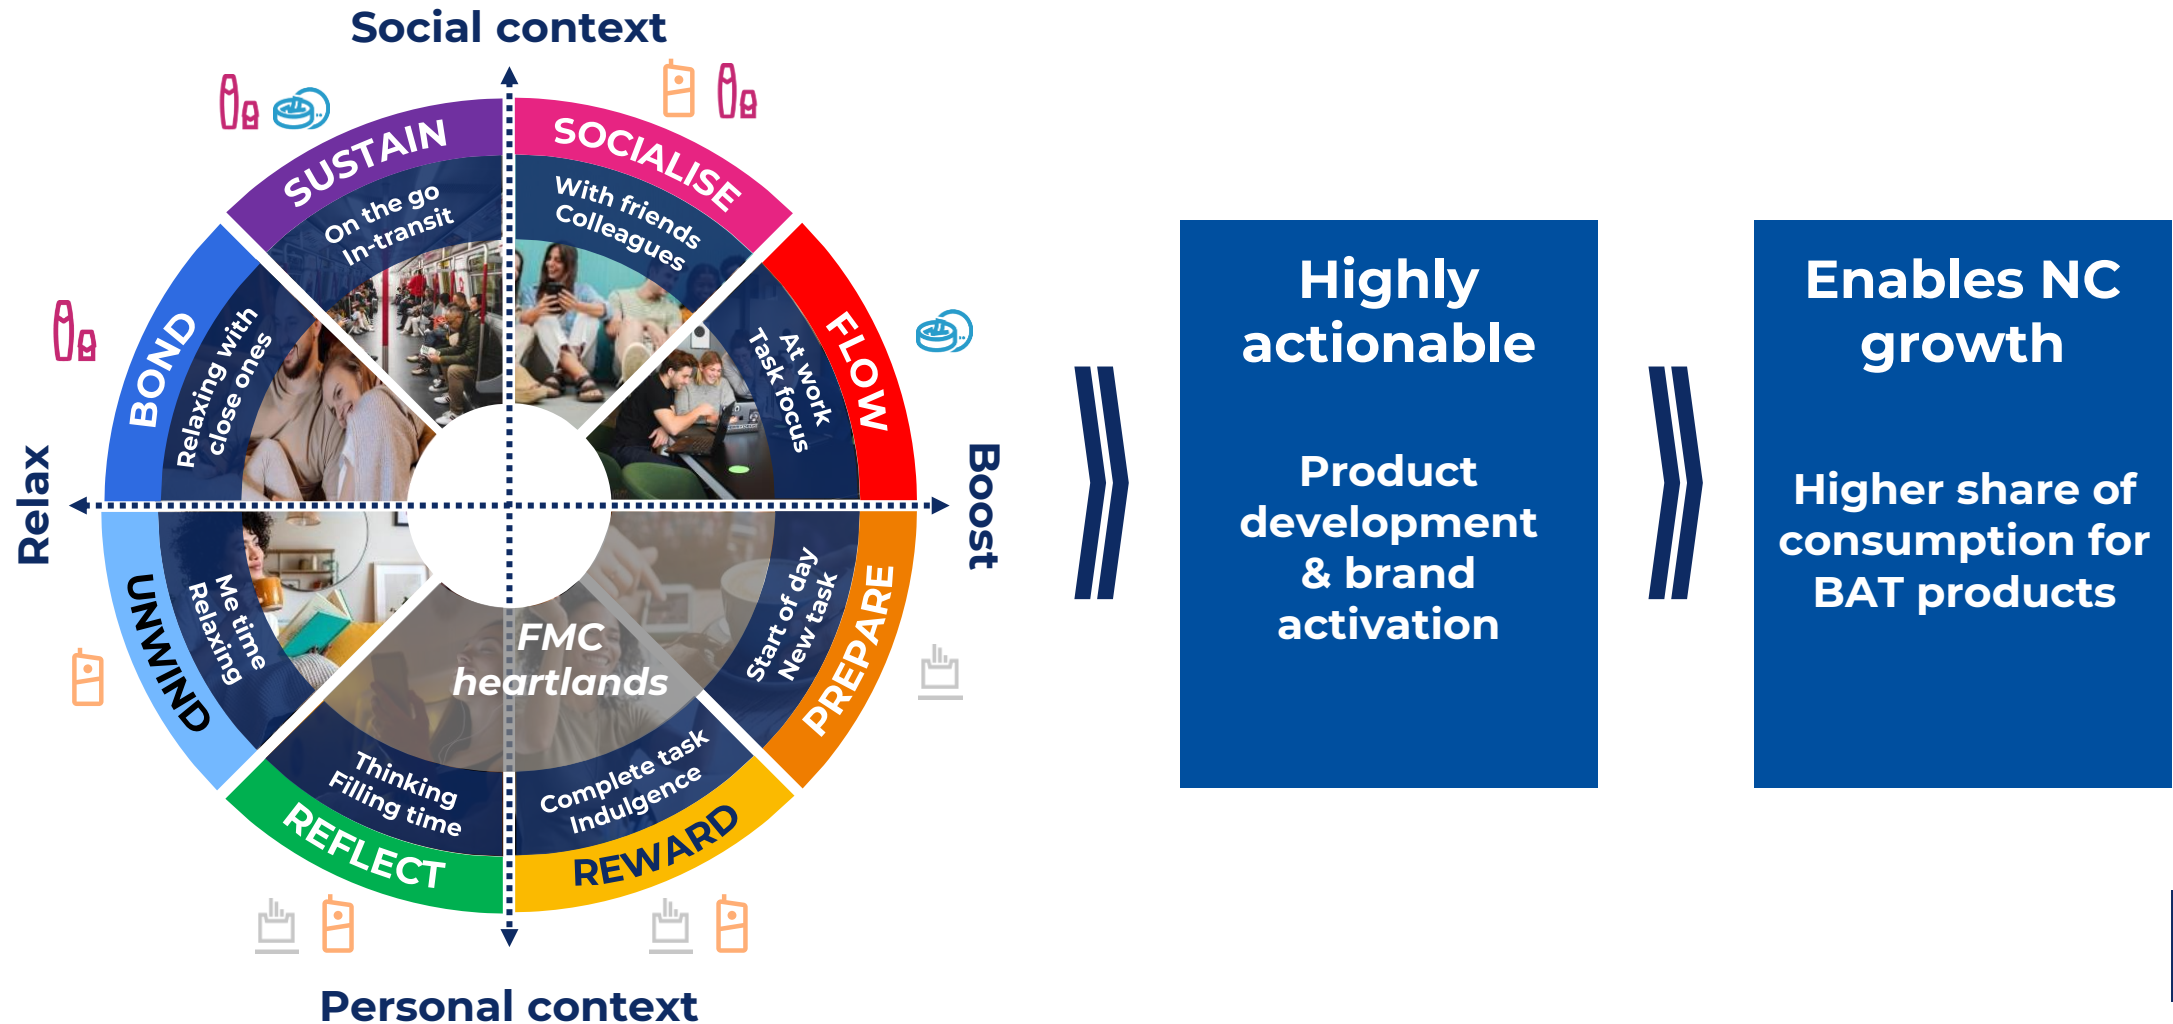 Social context
SUSTAIN
On the go
In-transit
SOCIALISE
With friends
Colleagues
BOND
Relaxing with
close ones
FLOW
At work
Task focus
Relax
Boost
UNWIND
Me time
Relaxing
PREPARE
Start of day
New task
FMC
heartlands
REFLECT
Thinking
Filling time
REWARD
Complete task
Indulgence
Personal context
Highly
actionable
Product
development
& brand
activation
Enables NC
growth
Higher share of
consumption for
BAT products